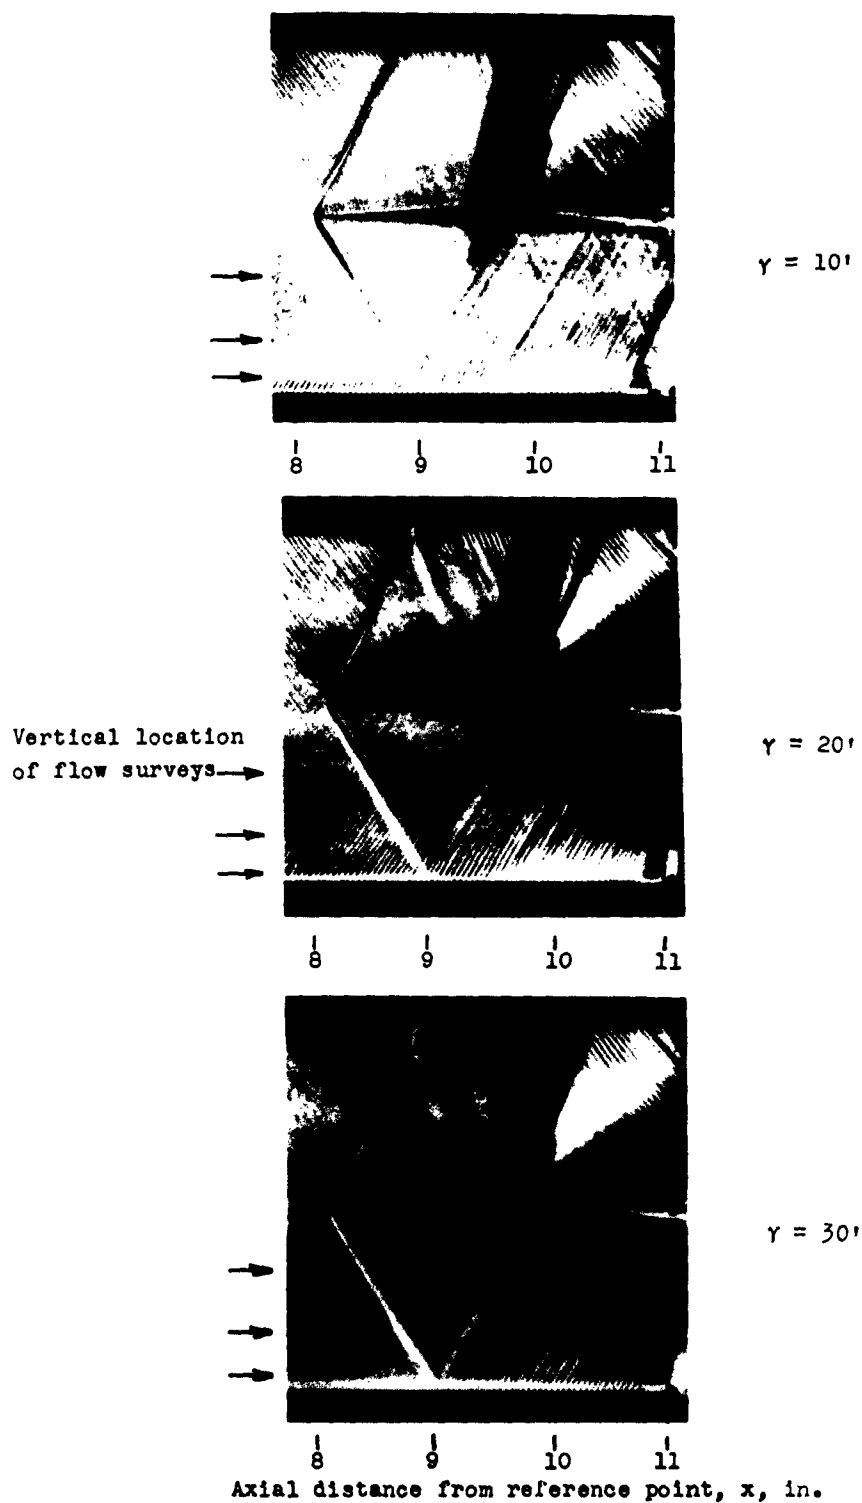 γ = 10'
8 9 10 11
Vertical location
of flow surveys
γ = 20'
8 9 10 11
γ = 30'
8 9 10 11
Axial distance from reference point, x, in.